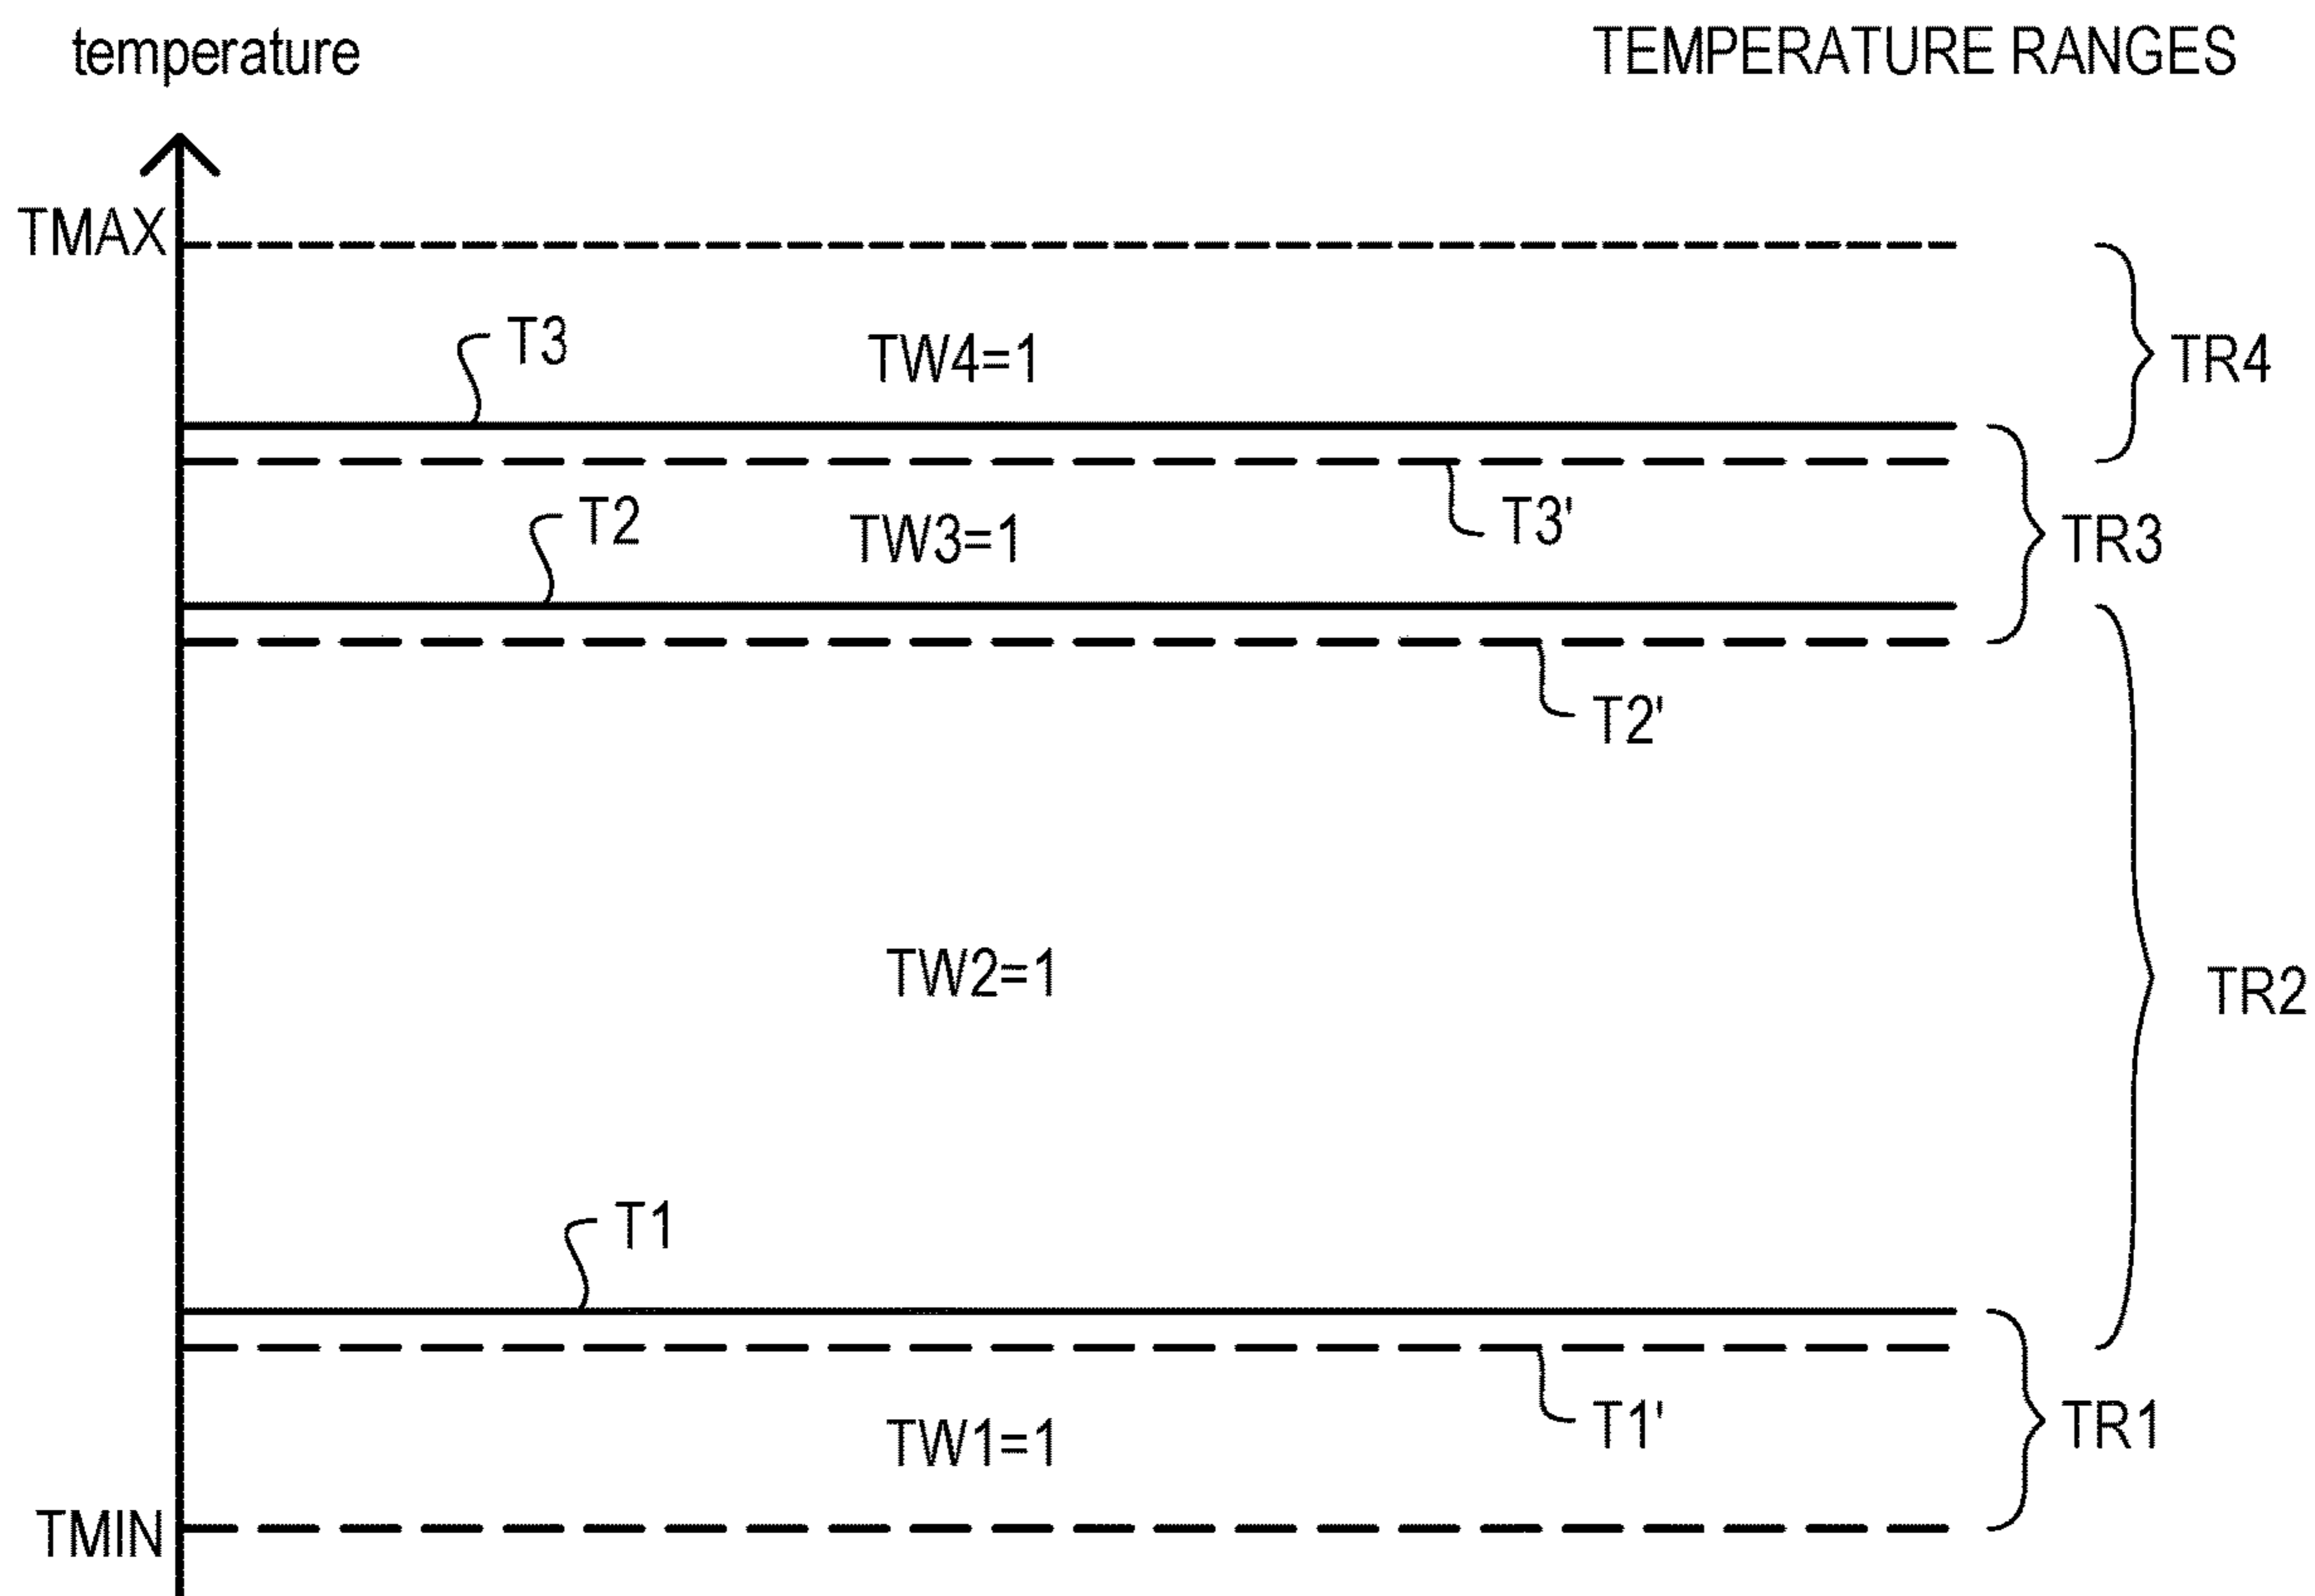 temperature
TEMPERATURE RANGES
TMAX
T3
TW4=1
TR4
T2
TW3=1
T3'
TR3
T2'
TW2=1
TR2
T1
TW1=1
T1'
TR1
TMIN